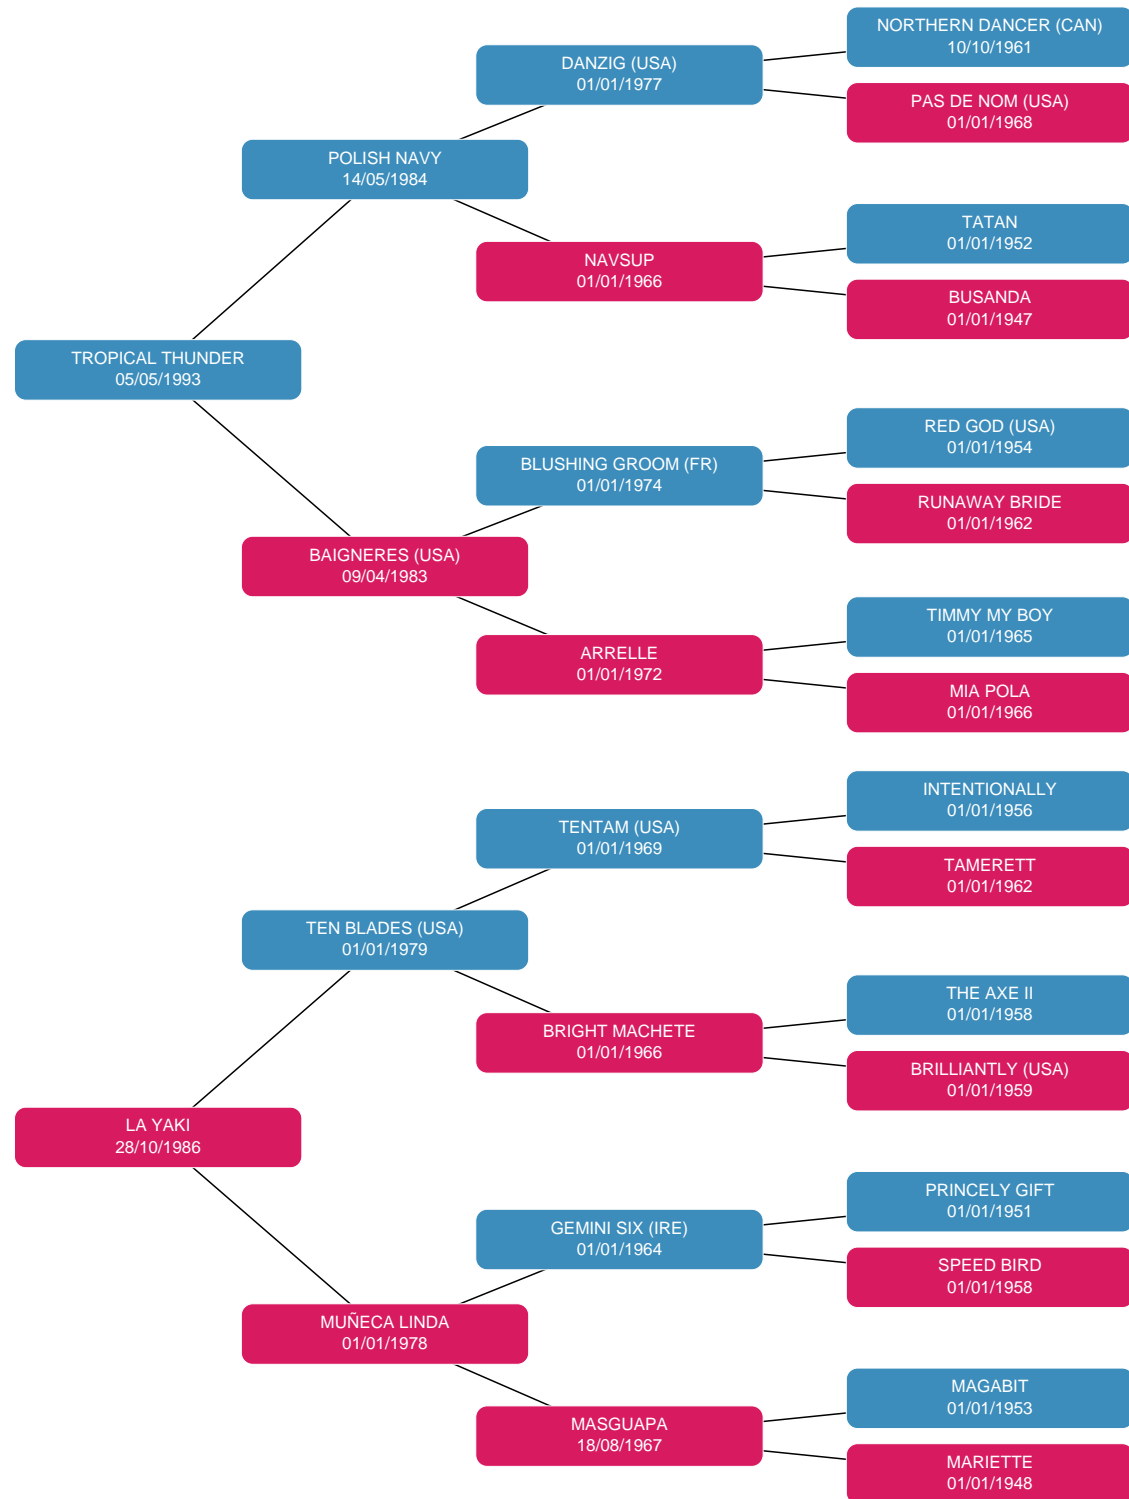 NORTHERN DANCER (CAN)
10/10/1961
DANZIG (USA)
01/01/1977
PAS DE NOM (USA)
01/01/1968
POLISH NAVY
14/05/1984
TATAN
01/01/1952
NAVSUP
01/01/1966
BUSANDA
01/01/1947
TROPICAL THUNDER
05/05/1993
RED GOD (USA)
01/01/1954
BLUSHING GROOM (FR)
01/01/1974
RUNAWAY BRIDE
01/01/1962
BAIGNERES (USA)
09/04/1983
TIMMY MY BOY
01/01/1965
ARRELLE
01/01/1972
MIA POLA
01/01/1966
INTENTIONALLY
01/01/1956
TENTAM (USA)
01/01/1969
TAMERETT
01/01/1962
TEN BLADES (USA)
01/01/1979
THE AXE II
01/01/1958
BRIGHT MACHETE
01/01/1966
BRILLIANTLY (USA)
01/01/1959
LA YAKI
28/10/1986
PRINCELY GIFT
01/01/1951
GEMINI SIX (IRE)
01/01/1964
SPEED BIRD
01/01/1958
MUÑECA LINDA
01/01/1978
MAGABIT
01/01/1953
MASGUAPA
18/08/1967
MARIETTE
01/01/1948